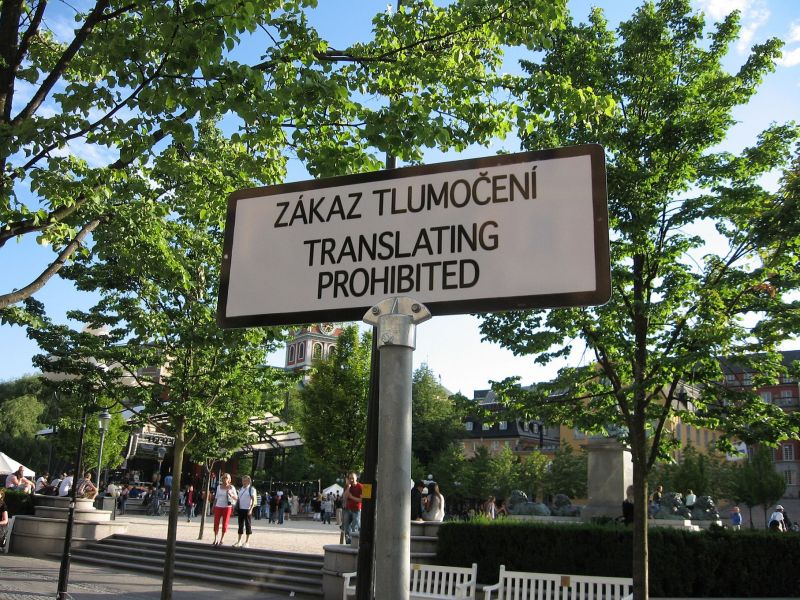 ZÁKAZ TLUMOČENÍ
TRANSLATING
PROHIBITED